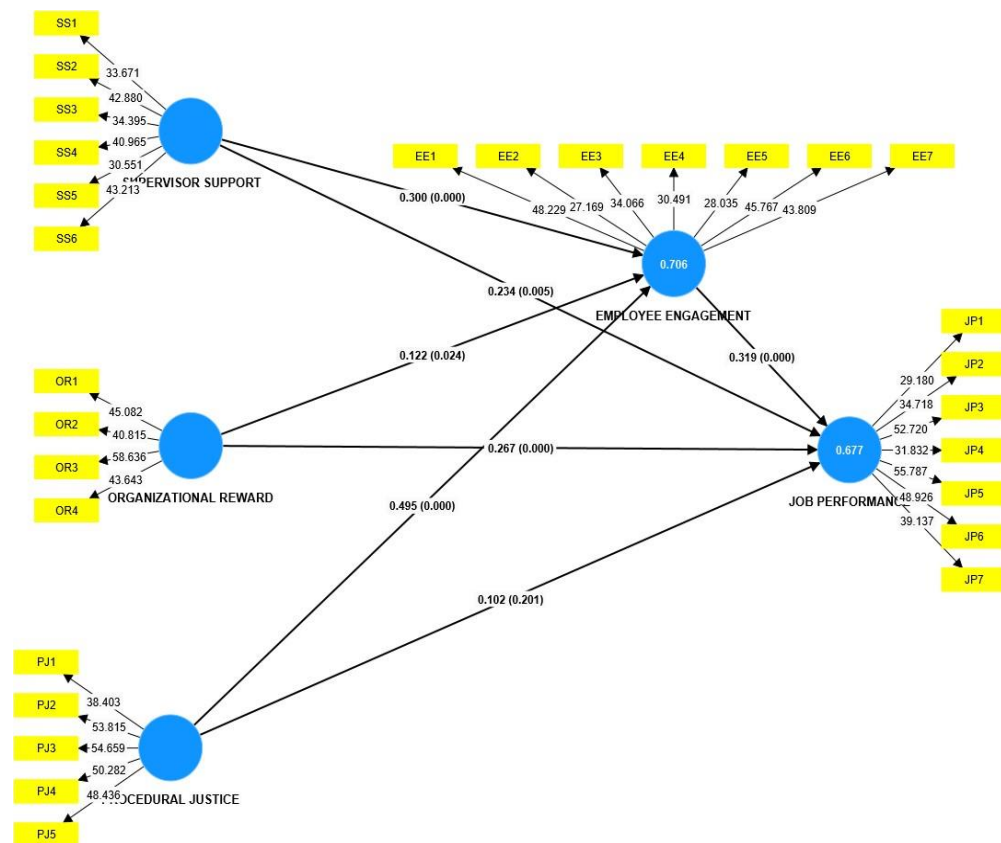 SS1
SS2
SS3
SS4
SS5
SS6
33.671
42.880
34.395
40.965
30.551
43.213
SUPERVISOR SUPPORT
EE1
EE2
EE3
EE4
EE5
EE6
EE7
48.229
27.169
34.066
30.491
28.035
45.767
43.809
0.706
EMPLOYEE ENGAGEMENT
0.300 (0.000)
0.234 (0.005)
0.122 (0.024)
0.319 (0.000)
0.267 (0.000)
0.495 (0.000)
0.102 (0.201)
OR1
OR2
OR3
OR4
45.082
40.815
58.636
43.643
ORGANIZATIONAL REWARD
JP1
JP2
JP3
JP4
JP5
JP6
JP7
29.180
34.718
52.720
31.832
55.787
48.926
39.137
0.677
JOB PERFORMANCE
PJ1
PJ2
PJ3
PJ4
PJ5
38.403
53.815
54.659
50.282
48.436
PROCEDURAL JUSTICE